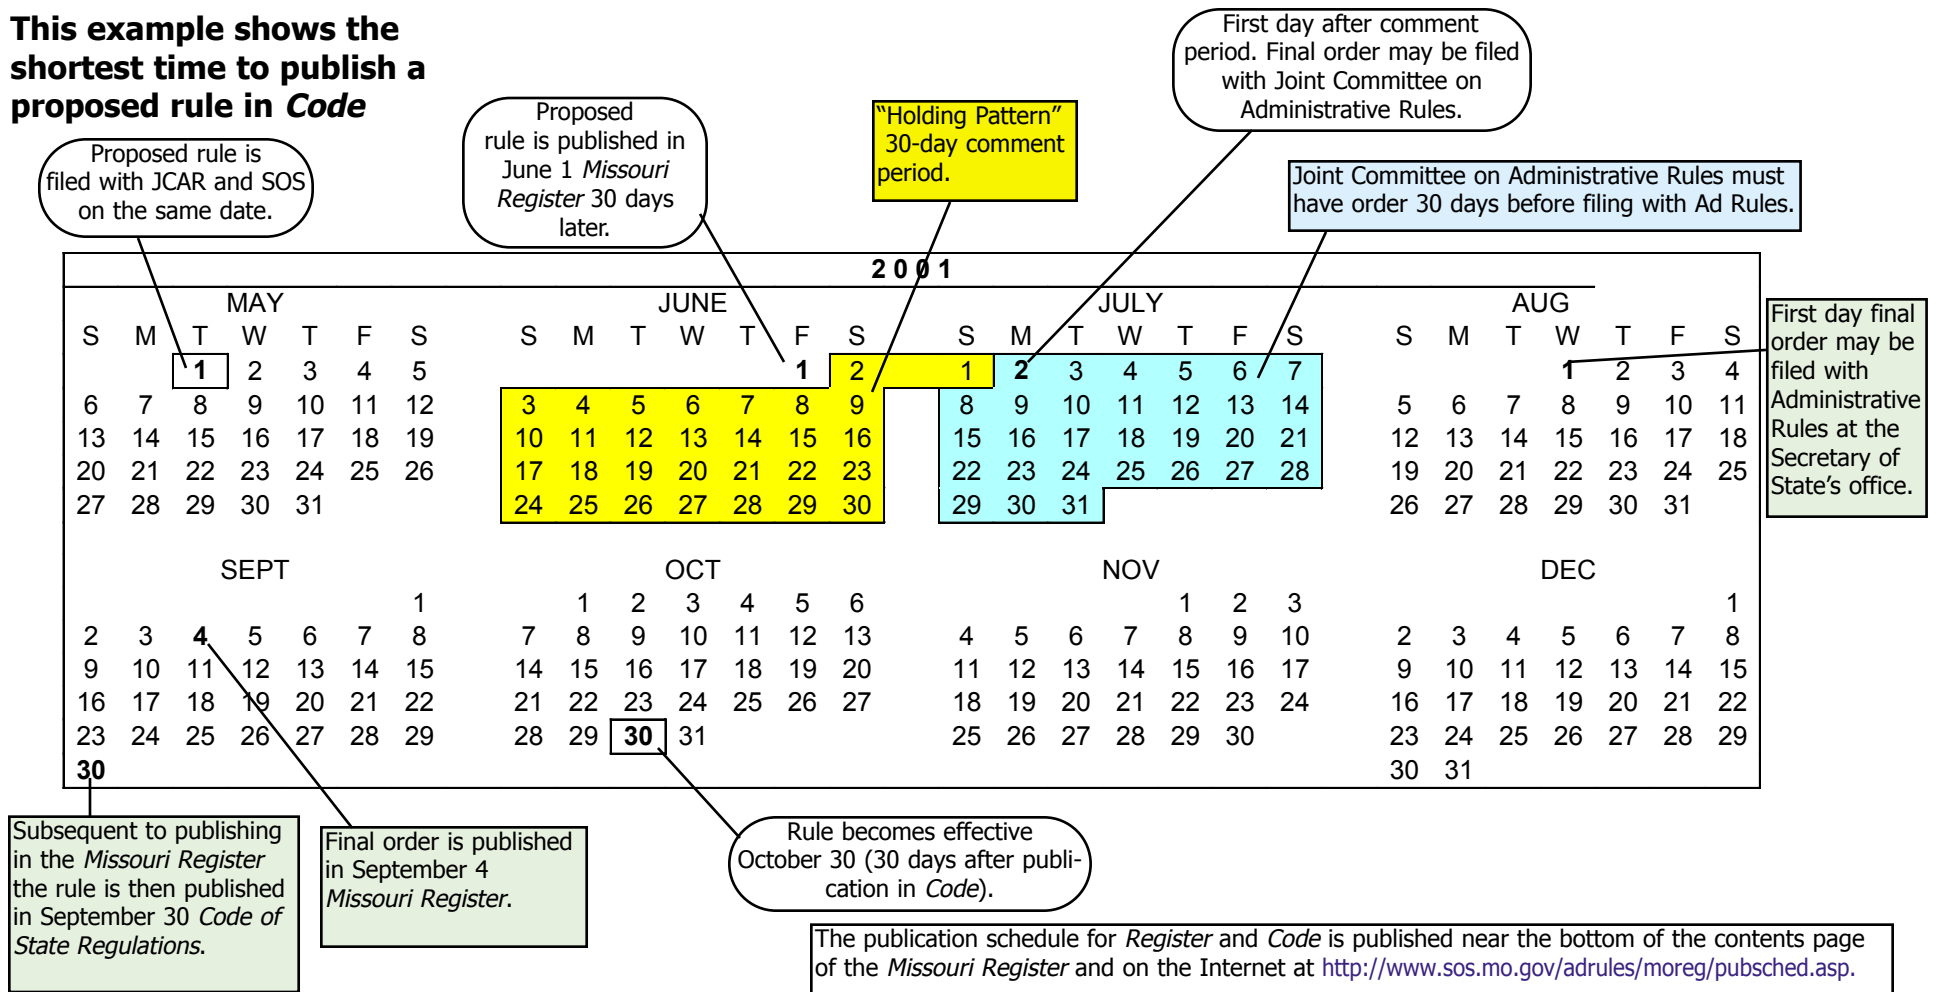 This example shows the
shortest time to publish a
proposed rule in Code
Proposed rule is
filed with JCAR and SOS
on the same date.
Proposed
rule is published in
June 1 Missouri
Register 30 days
later.
“Holding Pattern”
30-day comment
period.
First day after comment
period. Final order may be filed
with Joint Committee on
Administrative Rules.
Joint Committee on Administrative Rules must
have order 30 days before filing with Ad Rules.
2 0 0 1
MAY JUNE JULY AUG
S M T W T F S S M T W T F S S M T W T F S S M T W T F S
1 2 3 4 5 1 2 1 2 3 4 5 6 7 1 2 3 4
6 7 8 9 10 11 12 3 4 5 6 7 8 9 8 9 10 11 12 13 14 5 6 7 8 9 10 11
13 14 15 16 17 18 19 10 11 12 13 14 15 16 15 16 17 18 19 20 21 12 13 14 15 16 17 18
20 21 22 23 24 25 26 17 18 19 20 21 22 23 22 23 24 25 26 27 28 19 20 21 22 23 24 25
27 28 29 30 31 24 25 26 27 28 29 30 29 30 31 26 27 28 29 30 31
First day final
order may be
filed with
Administrative
Rules at the
Secretary of
State’s office.
SEPT OCT NOV DEC
1 1 2 3 4 5 6 1 2 3 1
2 3 4 5 6 7 8 7 8 9 10 11 12 13 4 5 6 7 8 9 10 2 3 4 5 6 7 8
9 10 11 12 13 14 15 14 15 16 17 18 19 20 11 12 13 14 15 16 17 9 10 11 12 13 14 15
16 17 18 19 20 21 22 21 22 23 24 25 26 27 18 19 20 21 22 23 24 16 17 18 19 20 21 22
23 24 25 26 27 28 29 28 29 30 31 25 26 27 28 29 30 23 24 25 26 27 28 29
30 30 31
Subsequent to publishing
in the Missouri Register
the rule is then published
in September 30 Code of
State Regulations.
Final order is published
in September 4
Missouri Register.
Rule becomes effective
October 30 (30 days after publi-
cation in Code).
The publication schedule for Register and Code is published near the bottom of the contents page
of the Missouri Register and on the Internet at http://www.sos.mo.gov/adrules/moreg/pubsched.asp.